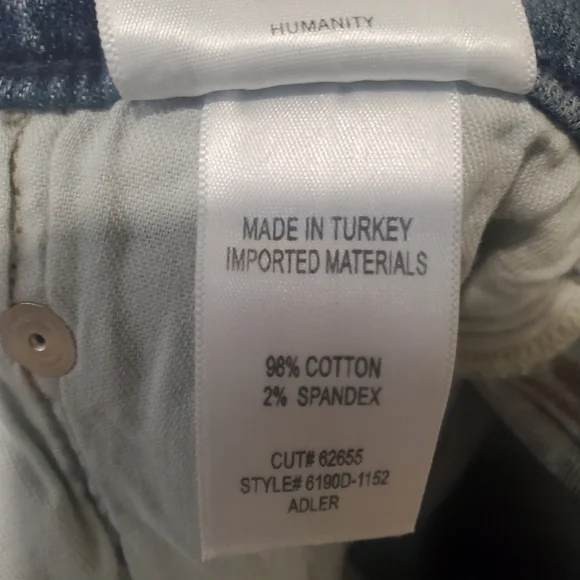 HUMANITY
MADE IN TURKEY
IMPORTED MATERIALS
98% COTTON
2% SPANDEX
CUT# 62655
STYLE# 6190D-1152
ADLER